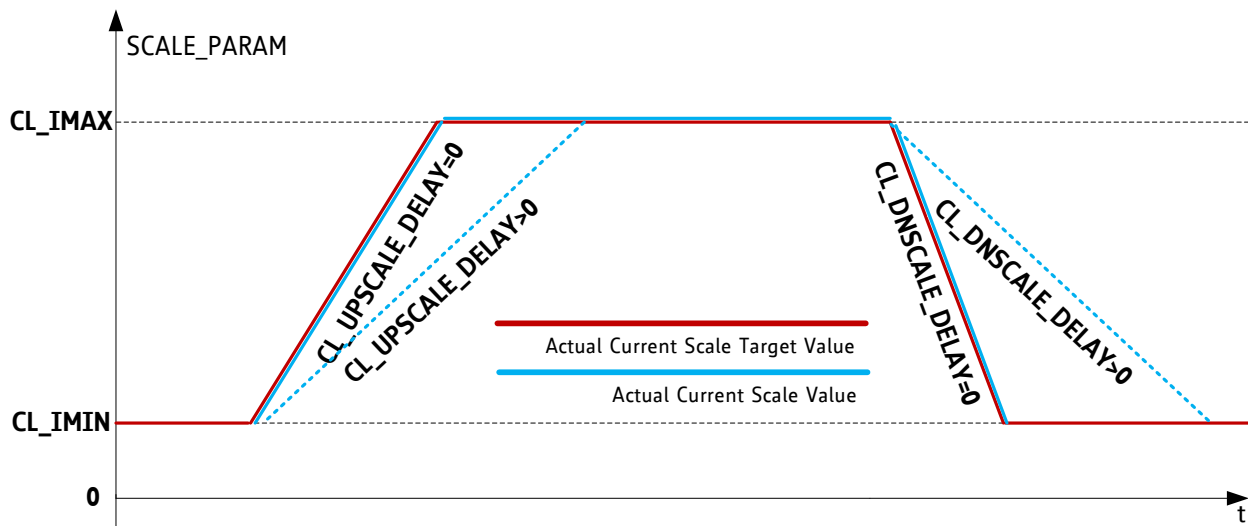 SCALE_PARAM
CL_IMAX
CL_UPSCALE_DELAY=0
CL_UPSCALE_DELAY>0
CL_DNSCALE_DELAY=0
CL_DNSCALE_DELAY>0
Actual Current Scale Target Value
Actual Current Scale Value
CL_IMIN
0
t